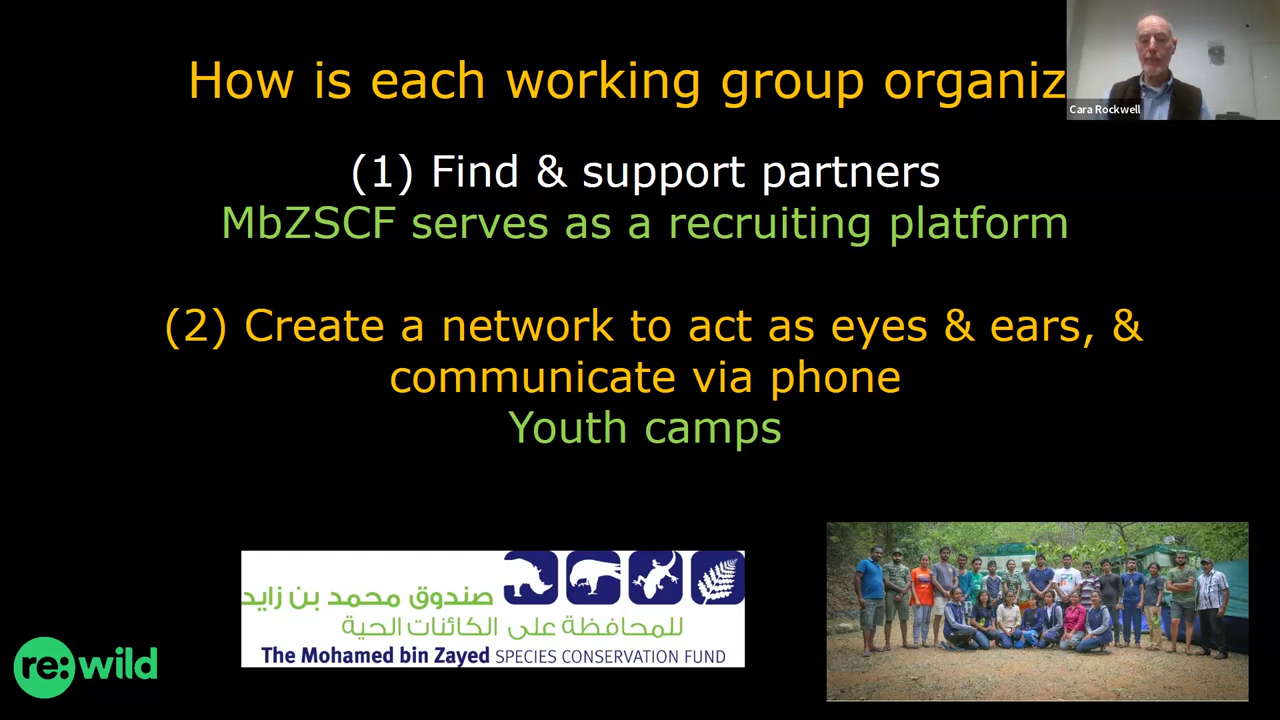 How is each working group organiz
Cara Rockwell
(1) Find & support partners
MbZSCF serves as a recruiting platform
(2) Create a network to act as eyes & ears, &
communicate via phone
Youth camps
صندوق محمد بن زايد
للمحافظة على الكائنات الحية
The Mohamed bin Zayed SPECIES CONSERVATION FUND
re:wild